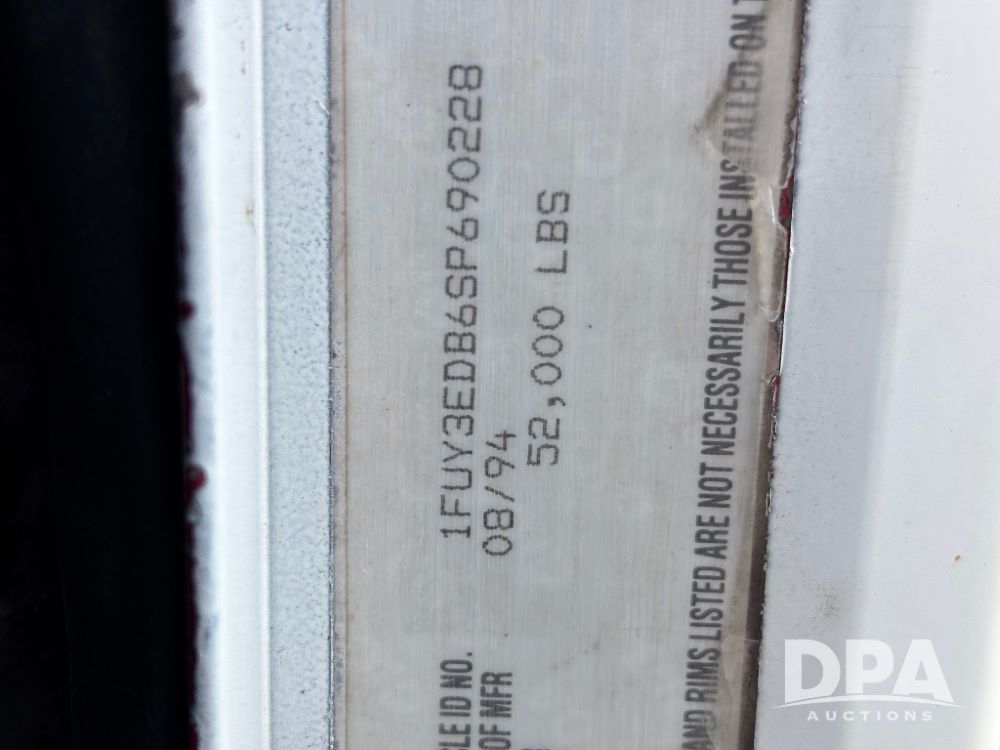 LE ID NO. 1FUY3EDB6SP690228
OF MFR 08/94
52,000 LBS
AND RIMS LISTED ARE NOT NECESSARILY THOSE INSTALLED ON
DPA
AUCTIONS